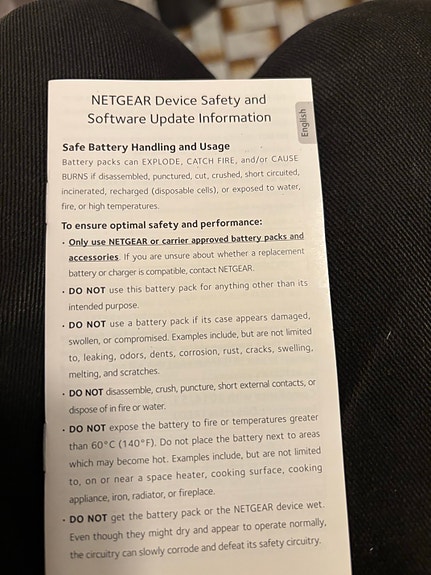 NETGEAR Device Safety and
Software Update Information
English
Safe Battery Handling and Usage
Battery packs can EXPLODE, CATCH FIRE, and/or CAUSE
BURNS if disassembled, punctured, cut, crushed, short circuited,
incinerated, recharged (disposable cells), or exposed to water,
fire, or high temperatures.
To ensure optimal safety and performance:
• Only use NETGEAR or carrier approved battery packs and
accessories. If you are unsure about whether a replacement
battery or charger is compatible, contact NETGEAR.
• DO NOT use this battery pack for anything other than its
intended purpose.
• DO NOT use a battery pack if its case appears damaged,
swollen, or compromised. Examples include, but are not limited
to, leaking, odors, dents, corrosion, rust, cracks, swelling,
melting, and scratches.
• DO NOT disassemble, crush, puncture, short external contacts, or
dispose of in fire or water.
• DO NOT expose the battery to fire or temperatures greater
than 60°C (140°F). Do not place the battery next to areas
which may become hot. Examples include, but are not limited
to, on or near a space heater, cooking surface, cooking
appliance, iron, radiator, or fireplace.
• DO NOT get the battery pack or the NETGEAR device wet.
Even though they might dry and appear to operate normally,
the circuitry can slowly corrode and defeat its safety circuitry.